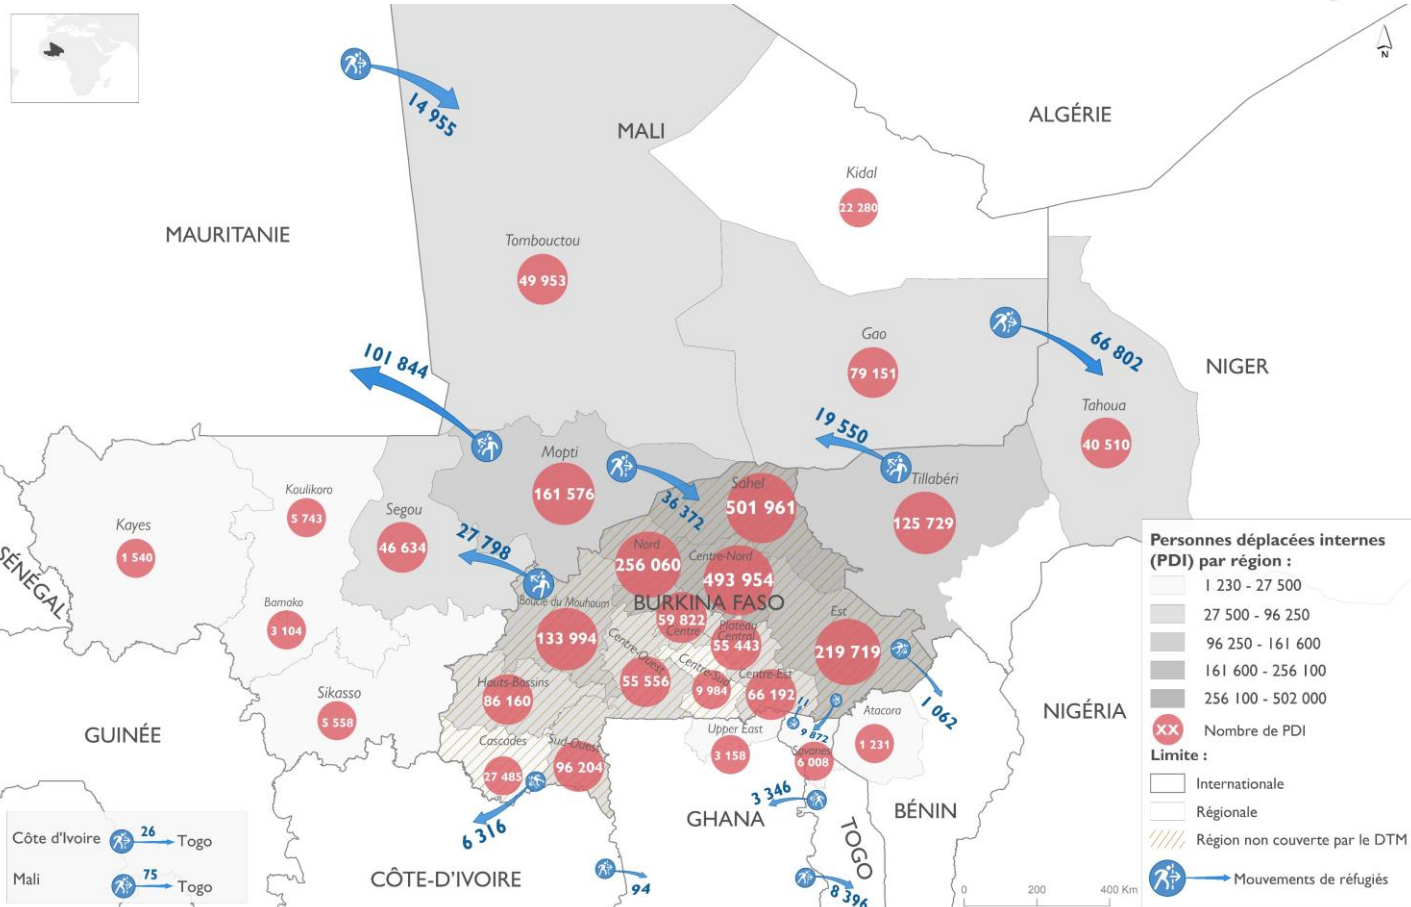 N
14 955
MALI
ALGÉRIE
Kidal
22 280
MAURITANIE
Tombouctou
49 953
101 844
Gao
79 151
66 802
NIGER
Tahoua
40 510
19 550
Mopti
161 576
36 372
Sahel
501 961
Tillabéri
125 729
Koulikoro
5 743
Segou
46 634
Kayes
1 540
SÉNÉGAL
27 798
Nord
256 060
Centre-Nord
493 954
BURKINA FASO
Boucle du Mouhoum
133 994
59 822
Centre
Plateau
Central
55 443
Est
219 719
Bamako
3 104
Centre-Ouest
55 556
Centre-Sud
9 984
Centre-Est
66 192
Hauts-Bassins
86 160
Sikasso
5 558
GUINÉE
Cascades
27 485
Sud-Ouest
96 204
11
9 872
1 062
Upper East
3 158
Savanes
6 008
Atacora
1 231
NIGÉRIA
6 316
3 346
GHANA
TOGO
BÉNIN
CÔTE-D'IVOIRE
94
8 396
Côte d'Ivoire 26 Togo
Mali 75 Togo
Personnes déplacées internes
(PDI) par région :
1 230 - 27 500
27 500 - 96 250
96 250 - 161 600
161 600 - 256 100
256 100 - 502 000
XX Nombre de PDI
Limite :
Internationale
Régionale
Région non couverte par le DTM
Mouvements de réfugiés
0 200 400 Km